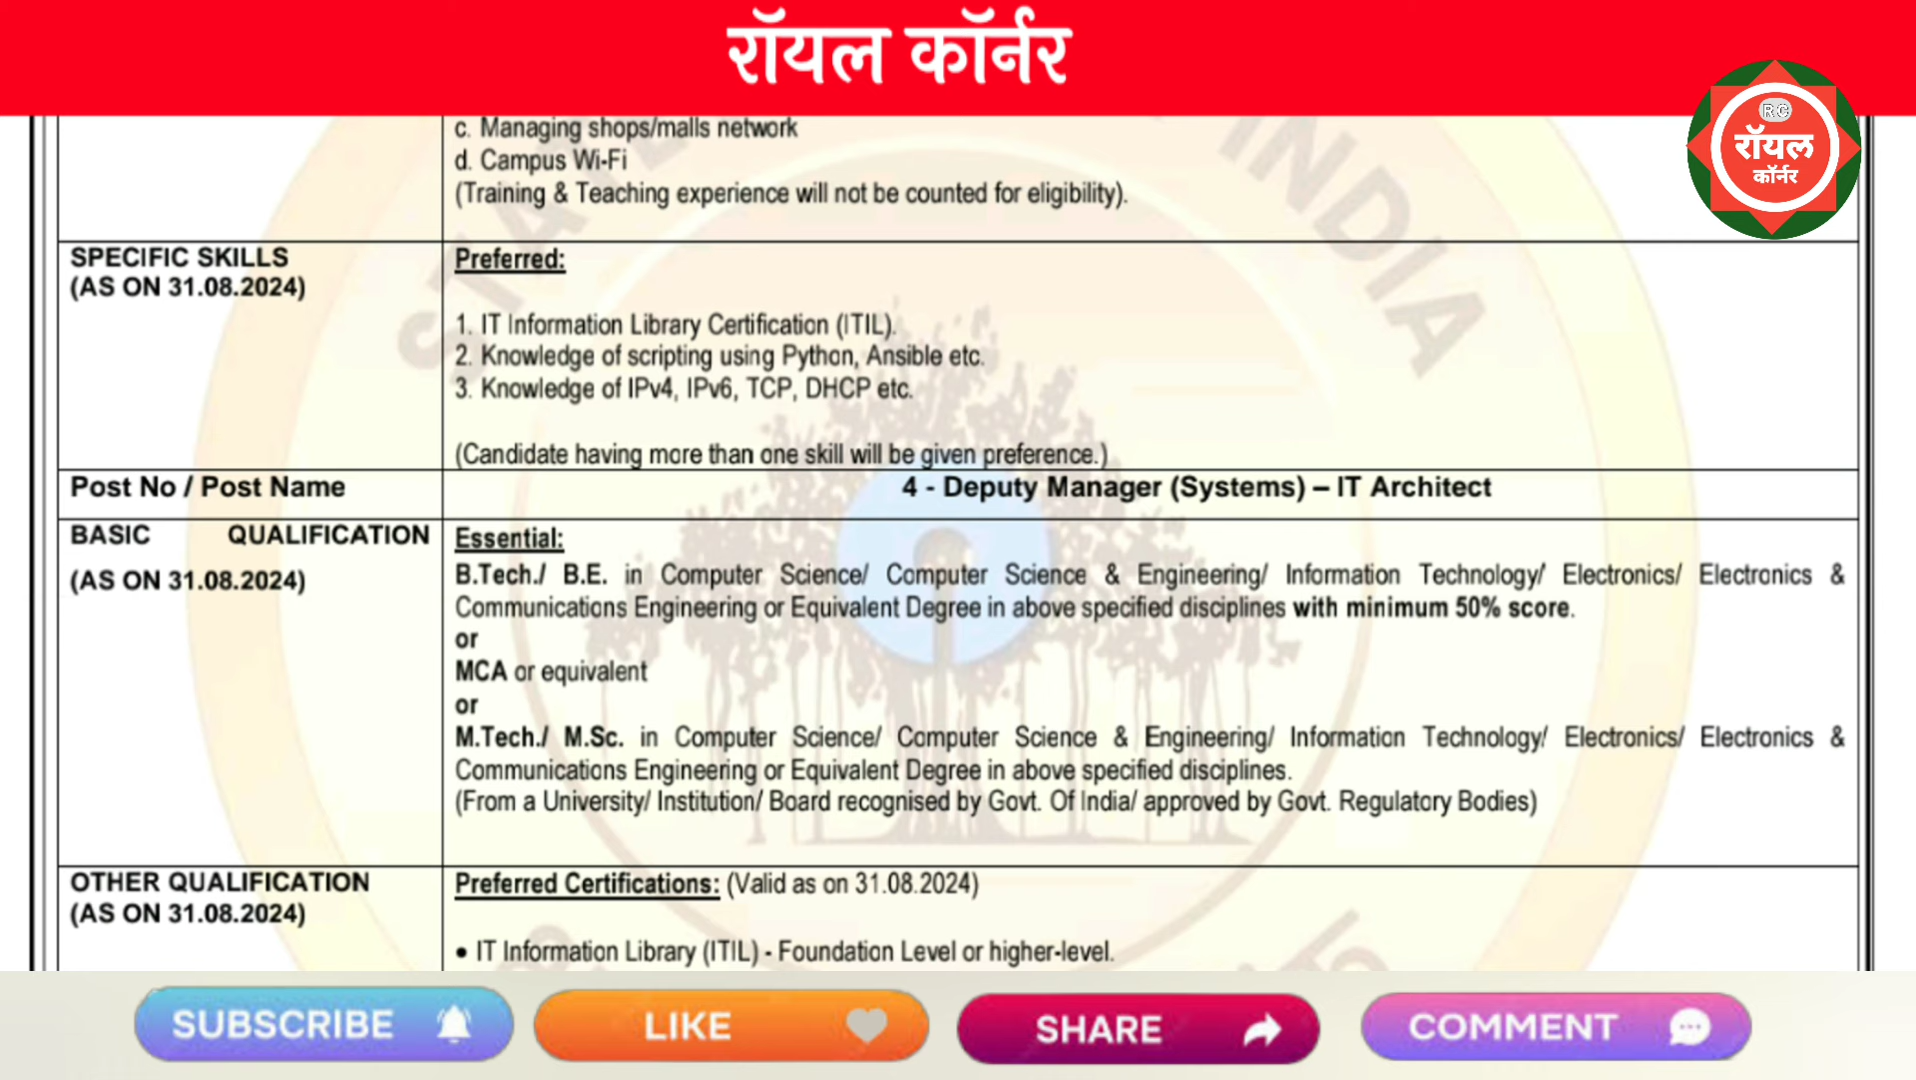 रॉयल कॉर्नर
RC
रॉयल
कॉर्नर
c. Managing shops/malls network
d. Campus Wi-Fi
(Training & Teaching experience will not be counted for eligibility).
SPECIFIC SKILLS
(AS ON 31.08.2024)
Preferred:
1. IT Information Library Certification (ITIL).
2. Knowledge of scripting using Python, Ansible etc.
3. Knowledge of IPv4, IPv6, TCP, DHCP etc.
(Candidate having more than one skill will be given preference.)
Post No / Post Name
4 - Deputy Manager (Systems) – IT Architect
BASIC QUALIFICATION
(AS ON 31.08.2024)
Essential:
B.Tech./ B.E. in Computer Science/ Computer Science & Engineering/ Information Technology/ Electronics/ Electronics &
Communications Engineering or Equivalent Degree in above specified disciplines with minimum 50% score.
or
MCA or equivalent
or
M.Tech./ M.Sc. in Computer Science/ Computer Science & Engineering/ Information Technology/ Electronics/ Electronics &
Communications Engineering or Equivalent Degree in above specified disciplines.
(From a University/ Institution/ Board recognised by Govt. Of India/ approved by Govt. Regulatory Bodies)
OTHER QUALIFICATION
(AS ON 31.08.2024)
Preferred Certifications: (Valid as on 31.08.2024)
• IT Information Library (ITIL) - Foundation Level or higher-level.
SUBSCRIBE
LIKE
SHARE
COMMENT